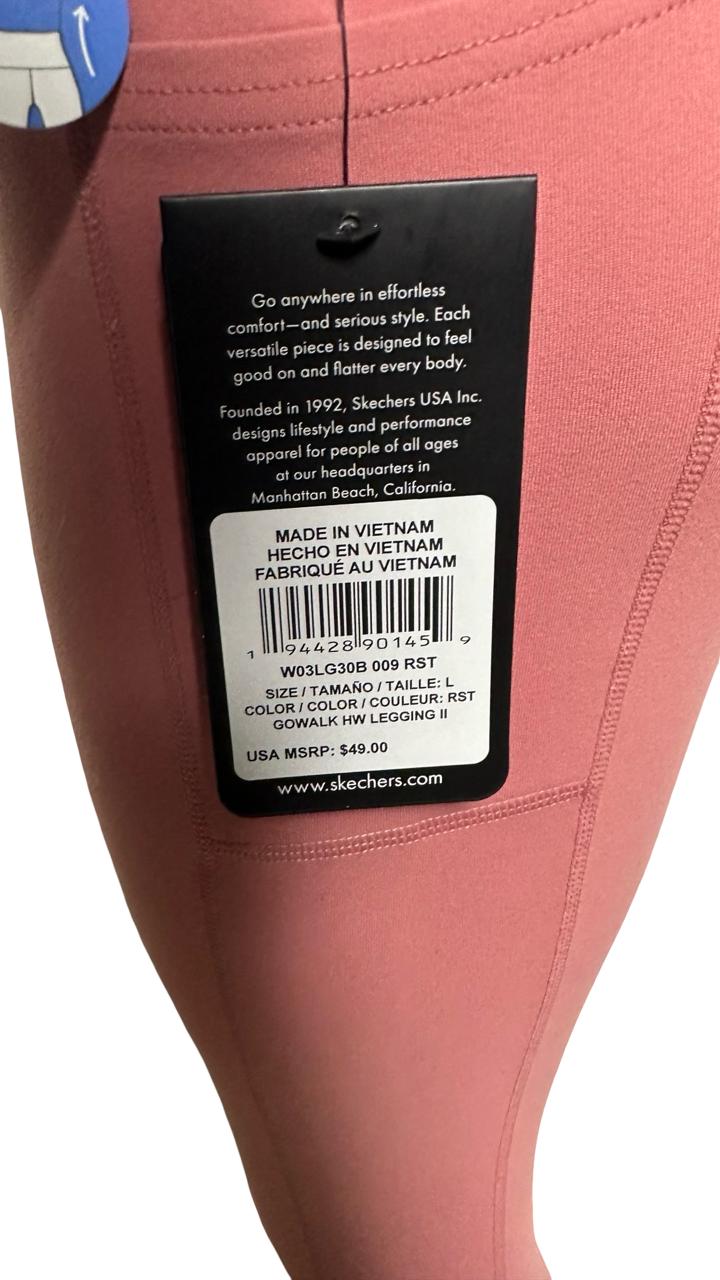 Go anywhere in effortless
comfort—and serious style. Each
versatile piece is designed to feel
good on and flatter every body.
Founded in 1992, Skechers USA Inc.
designs lifestyle and performance
apparel for people of all ages
at our headquarters in
Manhattan Beach, California.
MADE IN VIETNAM
HECHO EN VIETNAM
FABRIQUÉ AU VIETNAM
1 94428 90145 9
W03LG30B 009 RST
SIZE / TAMAÑO / TAILLE: L
COLOR / COLOR / COULEUR: RST
GOWALK HW LEGGING II
USA MSRP: $49.00
www.skechers.com